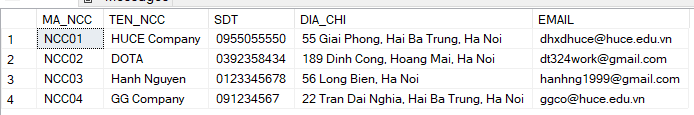 MA_NCC TEN_NCC SDT DIA_CHI EMAIL
1 NCC01 HUCE Company 0955055550 55 Giai Phong, Hai Ba Trung, Ha Noi dhxdhuce@huce.edu.vn
2 NCC02 DOTA 0392358434 189 Dinh Cong, Hoang Mai, Ha Noi dt324work@gmail.com
3 NCC03 Hanh Nguyen 0123345678 56 Long Bien, Ha Noi hanhng1999@gmail.com
4 NCC04 GG Company 091234567 22 Tran Dai Nghia, Hai Ba Trung, Ha Noi ggco@huce.edu.vn